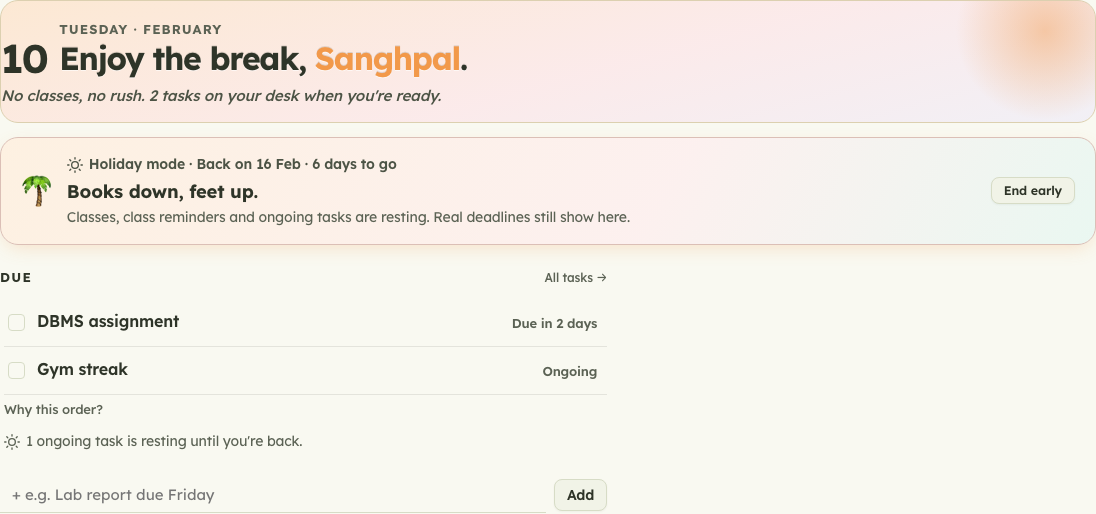 TUESDAY · FEBRUARY
10 Enjoy the break, Sanghpal.
No classes, no rush. 2 tasks on your desk when you're ready.
Holiday mode · Back on 16 Feb · 6 days to go
Books down, feet up.
Classes, class reminders and ongoing tasks are resting. Real deadlines still show here.
End early
DUE
All tasks →
DBMS assignment
Due in 2 days
Gym streak
Ongoing
Why this order?
1 ongoing task is resting until you're back.
+ e.g. Lab report due Friday
Add